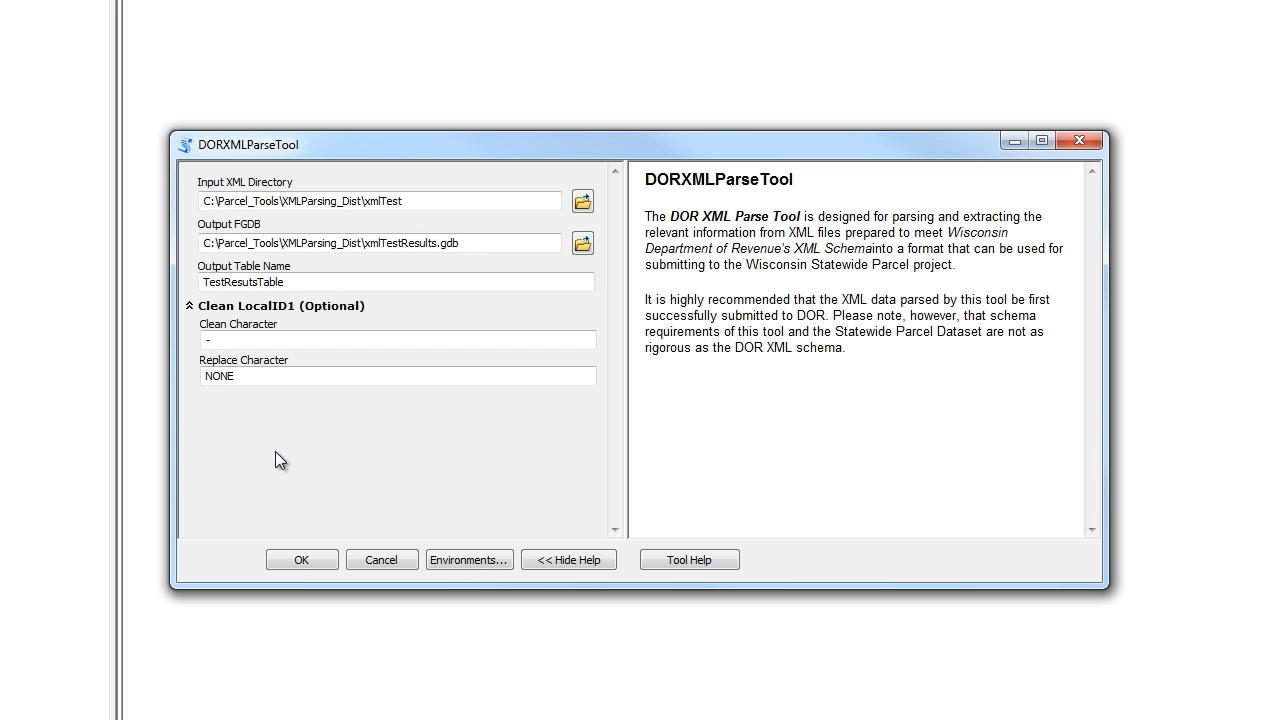 DORXMLParseTool
Input XML Directory
C:\Parcel_Tools\XMLParsing_Dist\xmlTest
Output FGDB
C:\Parcel_Tools\XMLParsing_Dist\xmlTestResults.gdb
Output Table Name
TestResutsTable
Clean LocalID1 (Optional)
Clean Character
-
Replace Character
NONE
DORXMLParseTool
The DOR XML Parse Tool is designed for parsing and extracting the
relevant information from XML files prepared to meet Wisconsin
Department of Revenue's XML Schemainto a format that can be used for
submitting to the Wisconsin Statewide Parcel project.
It is highly recommended that the XML data parsed by this tool be first
successfully submitted to DOR. Please note, however, that schema
requirements of this tool and the Statewide Parcel Dataset are not as
rigorous as the DOR XML schema.
OK
Cancel
Environments...
<< Hide Help
Tool Help